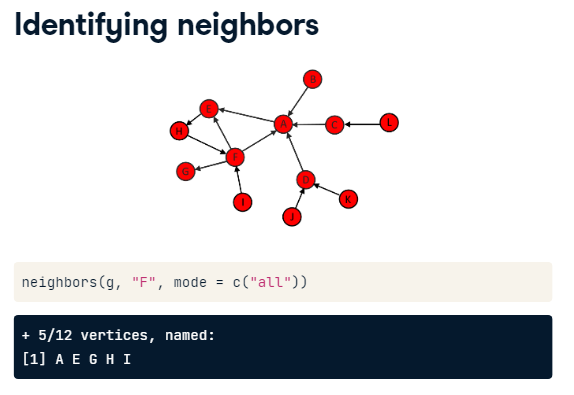 Identifying neighbors
B
E
A
C
L
H
F
G
D
I
K
J
neighbors(g, "F", mode = c("all"))
+ 5/12 vertices, named:
[1] A E G H I